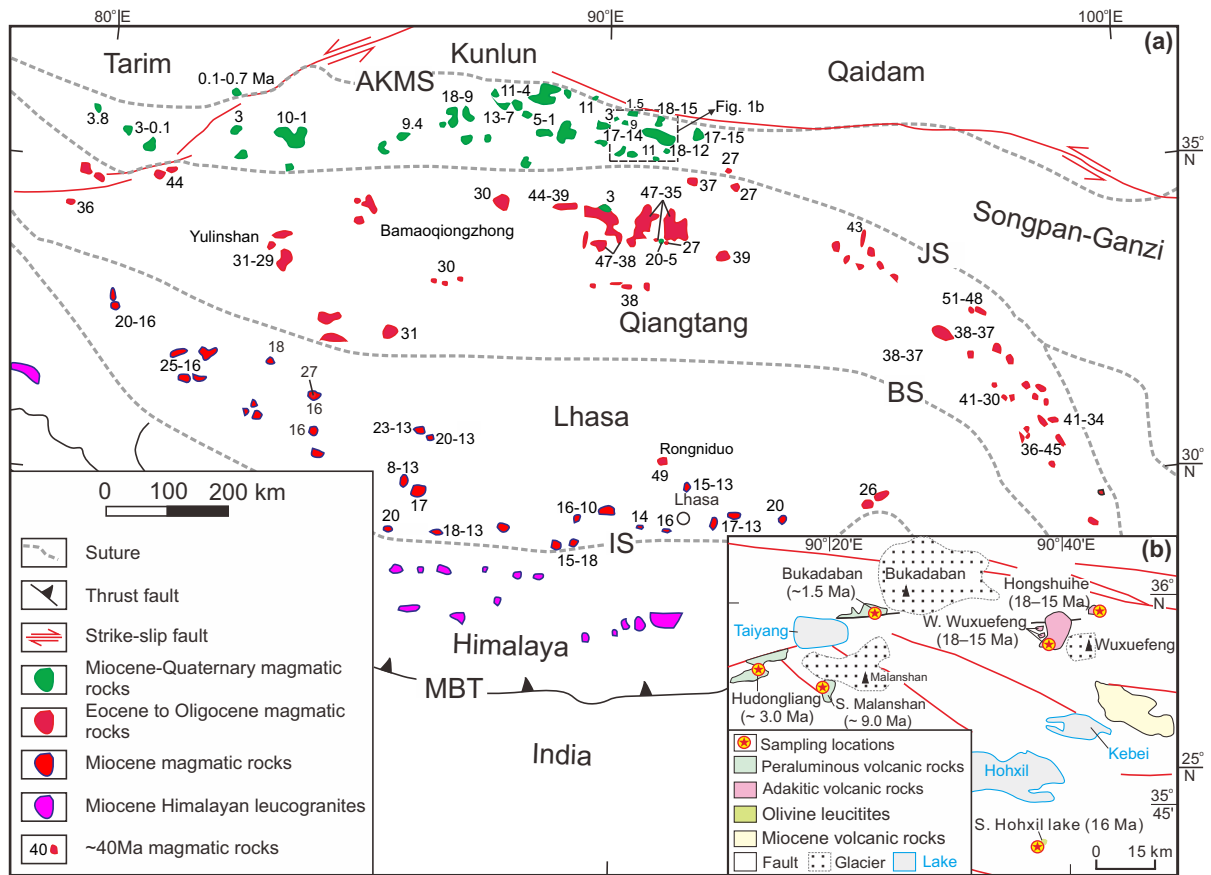 80°E
90°E
100°E
(a)
Tarim
Kunlun
Qaidam
AKMS
0.1-0.7 Ma
3.8
3-0.1
3
10-1
9.4
18-9
11-4
13-7
5-1
11
3
1.5
9
18-15
Fig. 1b
17-14
11
18-12
17-15
35°
N
27
27
37
44
36
30
44-39
3
47-35
Yulinshan
31-29
Bamaoqiongzhong
30
47-38
20-5
27
39
38
43
JS
Songpan-Ganzi
Qiangtang
51-48
38-37
38-37
20-16
31
18
25-16
27
16
16
BS
41-30
41-34
36-45
Lhasa
23-13
20-13
Rongniduo
49
30°
N
8-13
17
15-13
Lhasa
26
20
18-13
16-10
14
16
17-13
20
IS
15-18
Himalaya
MBT
India
25°
N
0 100 200 km
Suture
Thrust fault
Strike-slip fault
Miocene-Quaternary magmatic
rocks
Eocene to Oligocene magmatic
rocks
Miocene magmatic rocks
Miocene Himalayan leucogranites
40 ~40Ma magmatic rocks
90°20'E
90°40'E
(b)
Bukadaban
(~1.5 Ma)
Bukadaban
Hongshuihe
(18–15 Ma)
36°
N
Taiyang
W. Wuxuefeng
(18–15 Ma)
Wuxuefeng
Malanshan
Hudongliang
(~ 3.0 Ma)
S. Malanshan
(~ 9.0 Ma)
Kebei
Hohxil
35°
45'
S. Hohxil lake (16 Ma)
0 15 km
Sampling locations
Peraluminous volcanic rocks
Adakitic volcanic rocks
Olivine leucitites
Miocene volcanic rocks
Fault Glacier Lake